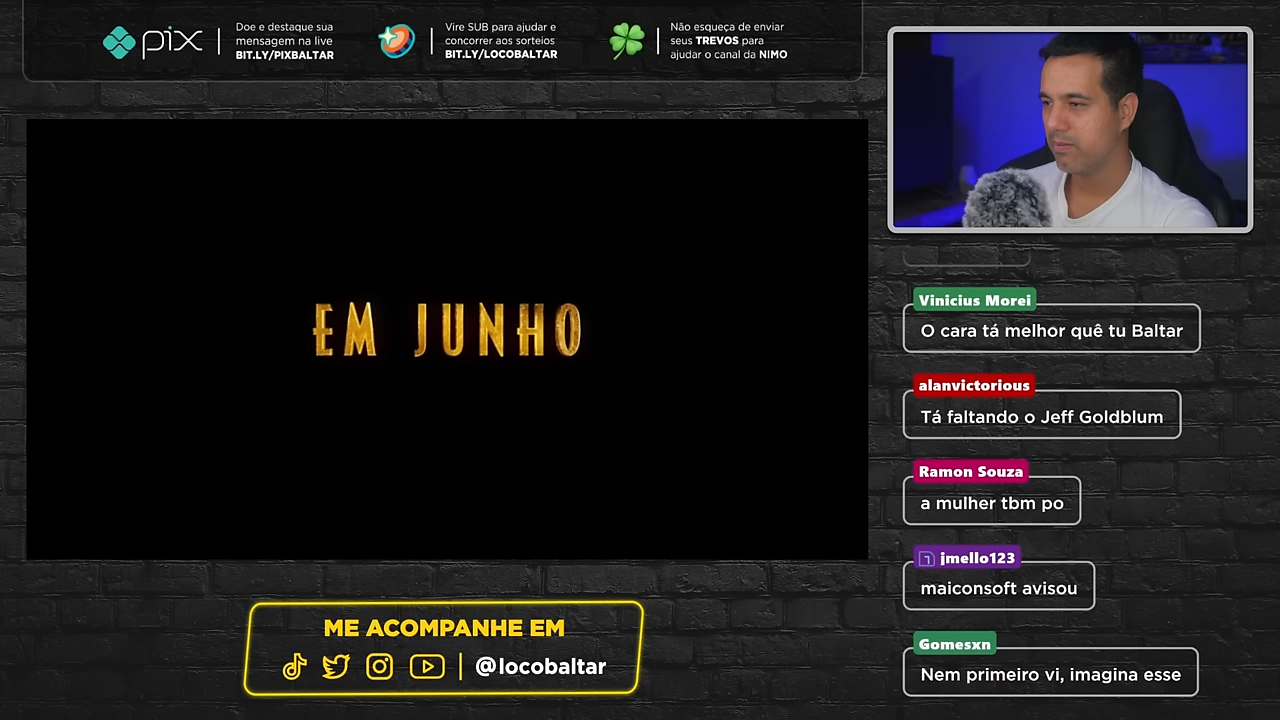 pix
Doe e destaque sua
mensagem na live
BIT.LY/PIXBALTAR
Vire SUB para ajudar e
concorrer aos sorteios
BIT.LY/LOCOBALTAR
Não esqueça de enviar
seus TREVOS para
ajudar o canal da NIMO
EM JUNHO
Vinicius Morei
O cara tá melhor quê tu Baltar
alanvictorious
Tá faltando o Jeff Goldblum
Ramon Souza
a mulher tbm po
jmello123
maiconsoft avisou
Gomesxn
Nem primeiro vi, imagina esse
ME ACOMPANHE EM
@locobaltar